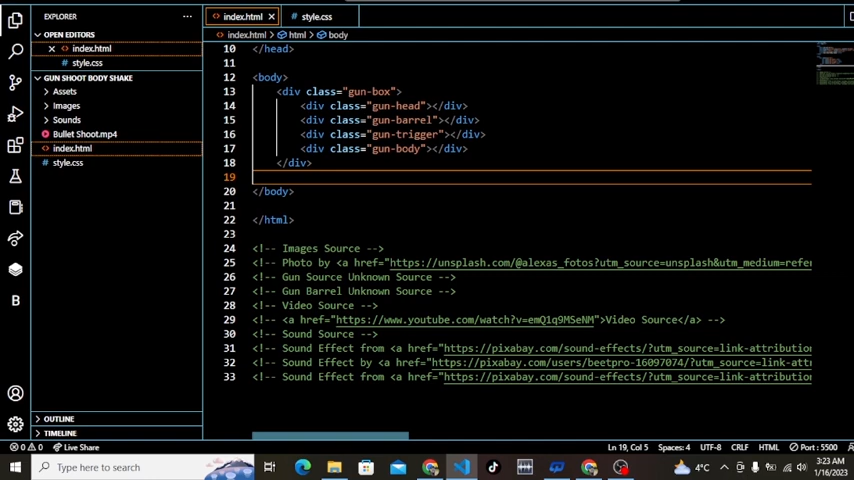 EXPLORER
index.html
style.css
OPEN EDITORS
index.html
style.css
GUN SHOOT BODY SHAKE
Assets
Images
Sounds
Bullet Shoot.mp4
index.html
style.css
OUTLINE
TIMELINE
index.html > html > body
10 </head>
11
12 <body>
13 <div class="gun-box">
14 <div class="gun-head"></div>
15 <div class="gun-barrel"></div>
16 <div class="gun-trigger"></div>
17 <div class="gun-body"></div>
18 </div>
19
20 </body>
21
22 </html>
23
24 <!-- Images Source -->
25 <!-- Photo by <a href="https://unsplash.com/@alexas_fotos?utm_source=unsplash&utm_medium=refer
26 <!-- Gun Source Unknown Source -->
27 <!-- Gun Barrel Unknown Source -->
28 <!-- Video Source -->
29 <!-- <a href="https://www.youtube.com/watch?v=emQ1q9MSeNM">Video Source</a> -->
30 <!-- Sound Source -->
31 <!-- Sound Effect from <a href="https://pixabay.com/sound-effects/?utm_source=link-attribution
32 <!-- Sound Effect by <a href="https://pixabay.com/users/beetpro-16097074/?utm_source=link-attr
33 <!-- Sound Effect from <a href="https://pixabay.com/sound-effects/?utm_source=link-attribution
0 0 Live Share
Ln 19, Col 5 Spaces: 4 UTF-8 CRLF HTML Port : 5500
Type here to search
4°C
3:23 AM
1/16/2023